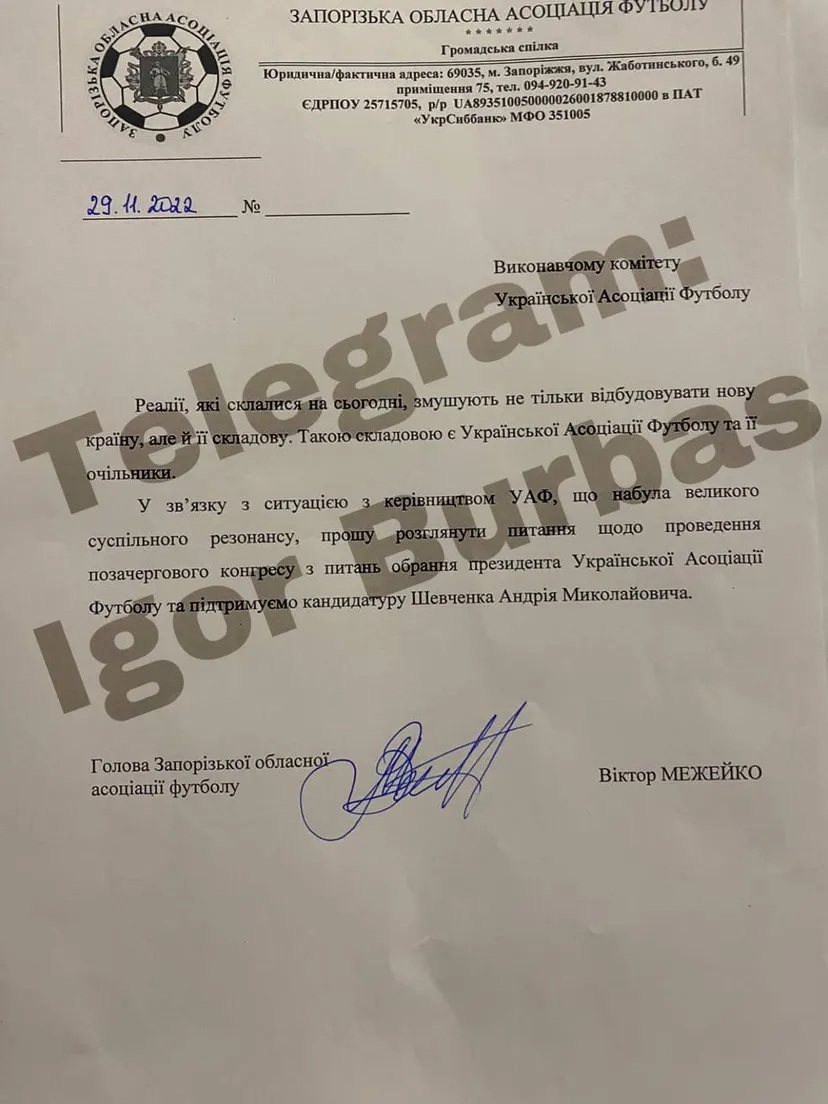 ЗАПОРІЗЬКА ОБЛАСНА АСОЦІАЦІЯ ФУТБОЛУ
ЗАПОРІЗЬКА ОБЛАСНА АСОЦІАЦІЯ ФУТБОЛУ
*******
Громадська спілка
Юридична/фактична адреса: 69035, м. Запоріжжя, вул. Жаботинського, б. 49
приміщення 75, тел. 094-920-91-43
ЄДРПОУ 25715705, р/р UA893510050000026001878810000 в ПАТ
«УкрСиббанк» МФО 351005
29.11.2022 №
Виконавчому комітету
Української Асоціації Футболу
Telegram:
Igor Burbas
Реалії, які склалися на сьогодні, змушують не тільки відбудовувати нову
країну, але й її складову. Такою складовою є Української Асоціації Футболу та її
очільники.
У зв’язку з ситуацією з керівництвом УАФ, що набула великого
суспільного резонансу, прошу розглянути питання щодо проведення
позачергового конгресу з питань обрання президента Української Асоціації
Футболу та підтримуємо кандидатуру Шевченка Андрія Миколайовича.
Голова Запорізької обласної
асоціації футболу
Віктор МЕЖЕЙКО